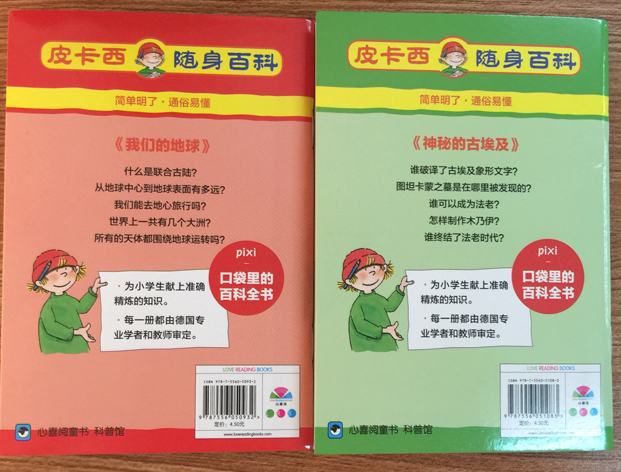 皮卡西 随身百科
简单明了·通俗易懂
《我们的地球》
什么是联合古陆?
从地球中心到地球表面有多远?
我们能去地心旅行吗?
世界上一共有几个大洲?
所有的天体都围绕地球运转吗?
pixi
口袋里的
百科全书
·为小学生献上准确
精炼的知识。
·每一册都由德国专
业学者和教师审定。
LOVE READING BOOKS
ISBN 978-7-5560-5093-2
9 787556 050932 >
定价: 4.50元
www.lovereadingbooks.com
心喜阅童书 科普馆
皮卡西 随身百科
简单明了·通俗易懂
《神秘的古埃及》
谁破译了古埃及象形文字?
图坦卡蒙之墓是在哪里被发现的?
谁可以成为法老?
怎样制作木乃伊?
谁终结了法老时代?
pixi
口袋里的
百科全书
·为小学生献上准确
精炼的知识。
·每一册都由德国专
业学者和教师审定。
LOVE READING BOOKS
定价: 4.50元
心喜阅童书 科普馆